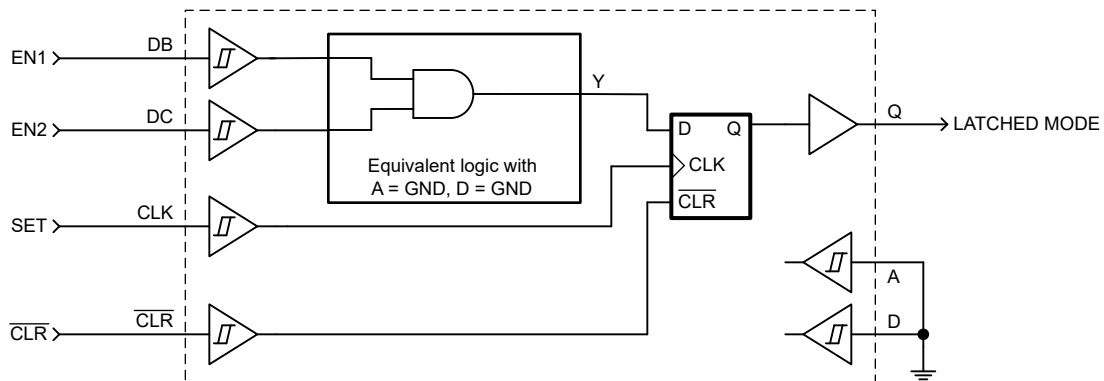 EN1
DB
EN2
DC
Y
Equivalent logic with
A = GND, D = GND
D
Q
CLK
CLR
Q
LATCHED MODE
SET
CLK
A
CLR
CLR
D